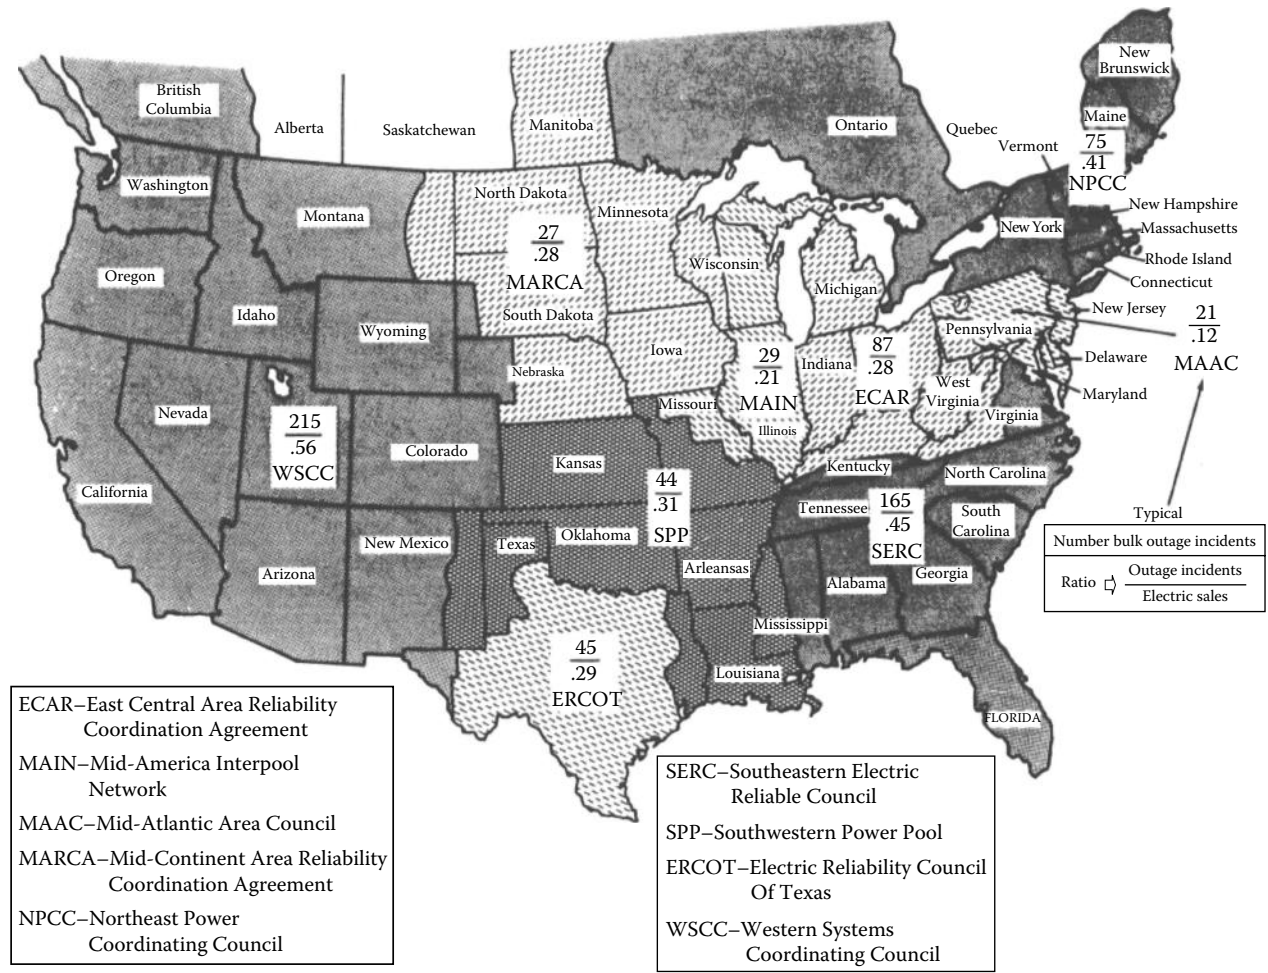 New
Brunswick
British
Columbia
Maine
Alberta
Saskatchewan
Manitoba
Ontario
Quebec
Vermont
75
.41
NPCC
Washington
North Dakota
Montana
Minnesota
New Hampshire
New York
Massachusetts
27
.28
MARCA
Rhode Island
Wisconsin
Oregon
Connecticut
Michigan
New Jersey
South Dakota
Idaho
21
.12
MAAC
Pennsylvania
Wyoming
Iowa
29
.21
MAIN
Indiana
87
.28
ECAR
Delaware
Nebraska
West
Virginia
Maryland
Missouri
Virginia
Nevada
215
.56
WSCC
Illinois
Colorado
Kansas
Kentucky
North Carolina
California
44
.31
SPP
Tennessee
165
.45
SERC
South
Carolina
Typical
Number bulk outage incidents
Ratio
Outage incidents
Electric sales
New Mexico
Texas
Oklahoma
Arizona
Arleansas
Alabama
Georgia
Mississippi
45
.29
ERCOT
Louisiana
FLORIDA
ECAR–East Central Area Reliability
Coordination Agreement
MAIN–Mid-America Interpool
Network
MAAC–Mid-Atlantic Area Council
MARCA–Mid-Continent Area Reliability
Coordination Agreement
NPCC–Northeast Power
Coordinating Council
SERC–Southeastern Electric
Reliable Council
SPP–Southwestern Power Pool
ERCOT–Electric Reliability Council
Of Texas
WSCC–Western Systems
Coordinating Council